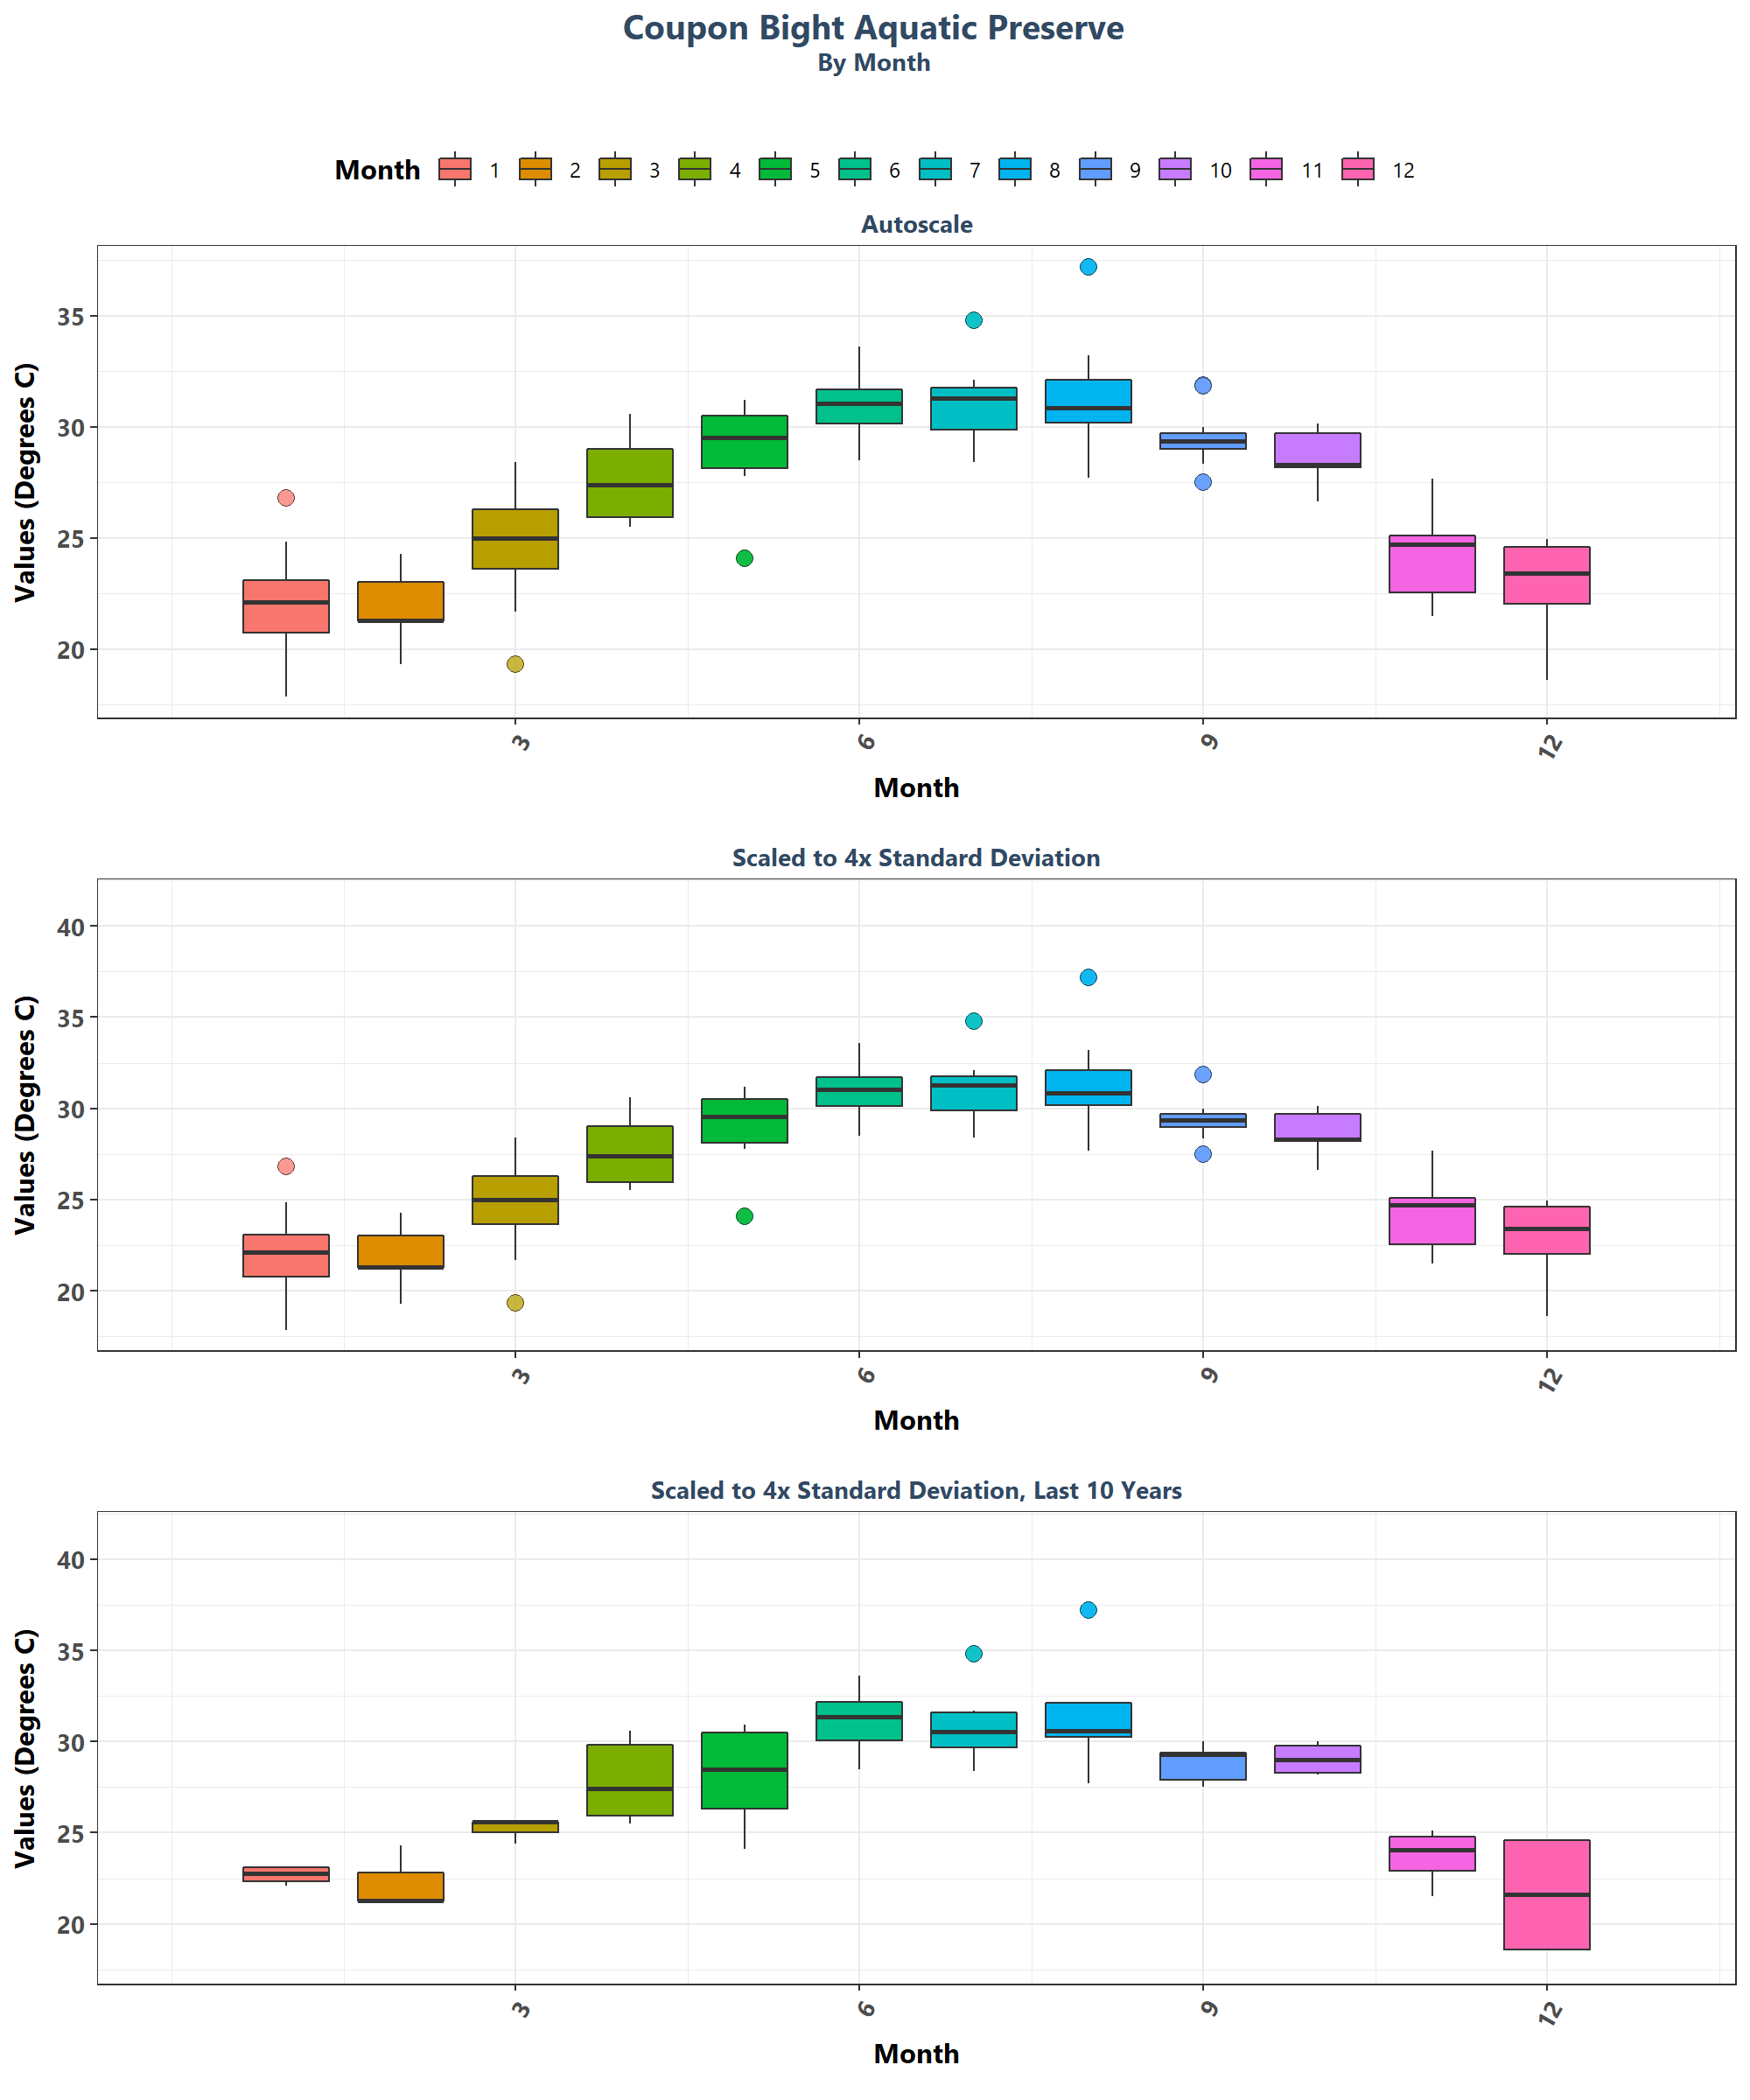 Coupon Bight Aquatic Preserve
By Month
Month 1 2 3 4 5 6 7 8 9 10 11 12
Autoscale
Values (Degrees C)
35
30
25
20
3 6 9 12
Month
Scaled to 4x Standard Deviation
Values (Degrees C)
40
35
30
25
20
3 6 9 12
Month
Scaled to 4x Standard Deviation, Last 10 Years
Values (Degrees C)
40
35
30
25
20
3 6 9 12
Month